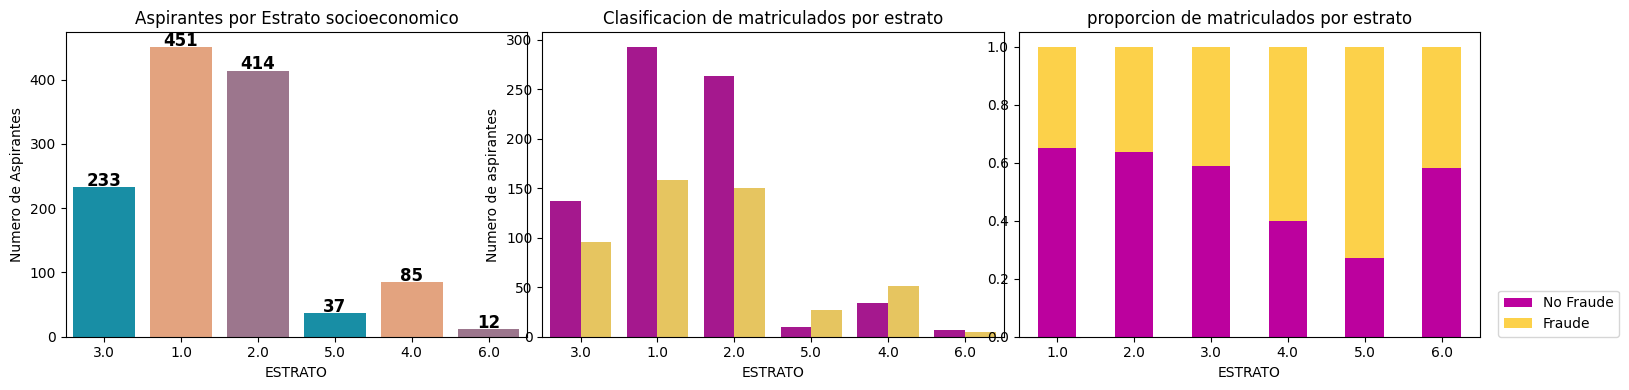 Aspirantes por Estrato socioeconomico
Numero de Aspirantes
400
300
200
100
0
233
451
414
37
85
12
3.0 1.0 2.0 5.0 4.0 6.0
ESTRATO
Clasificacion de matriculados por estrato
Numero de aspirantes
300
250
200
150
100
50
0
3.0 1.0 2.0 5.0 4.0 6.0
ESTRATO
proporcion de matriculados por estrato
1.0
0.8
0.6
0.4
0.2
0.0
1.0 2.0 3.0 4.0 5.0 6.0
ESTRATO
No Fraude
Fraude